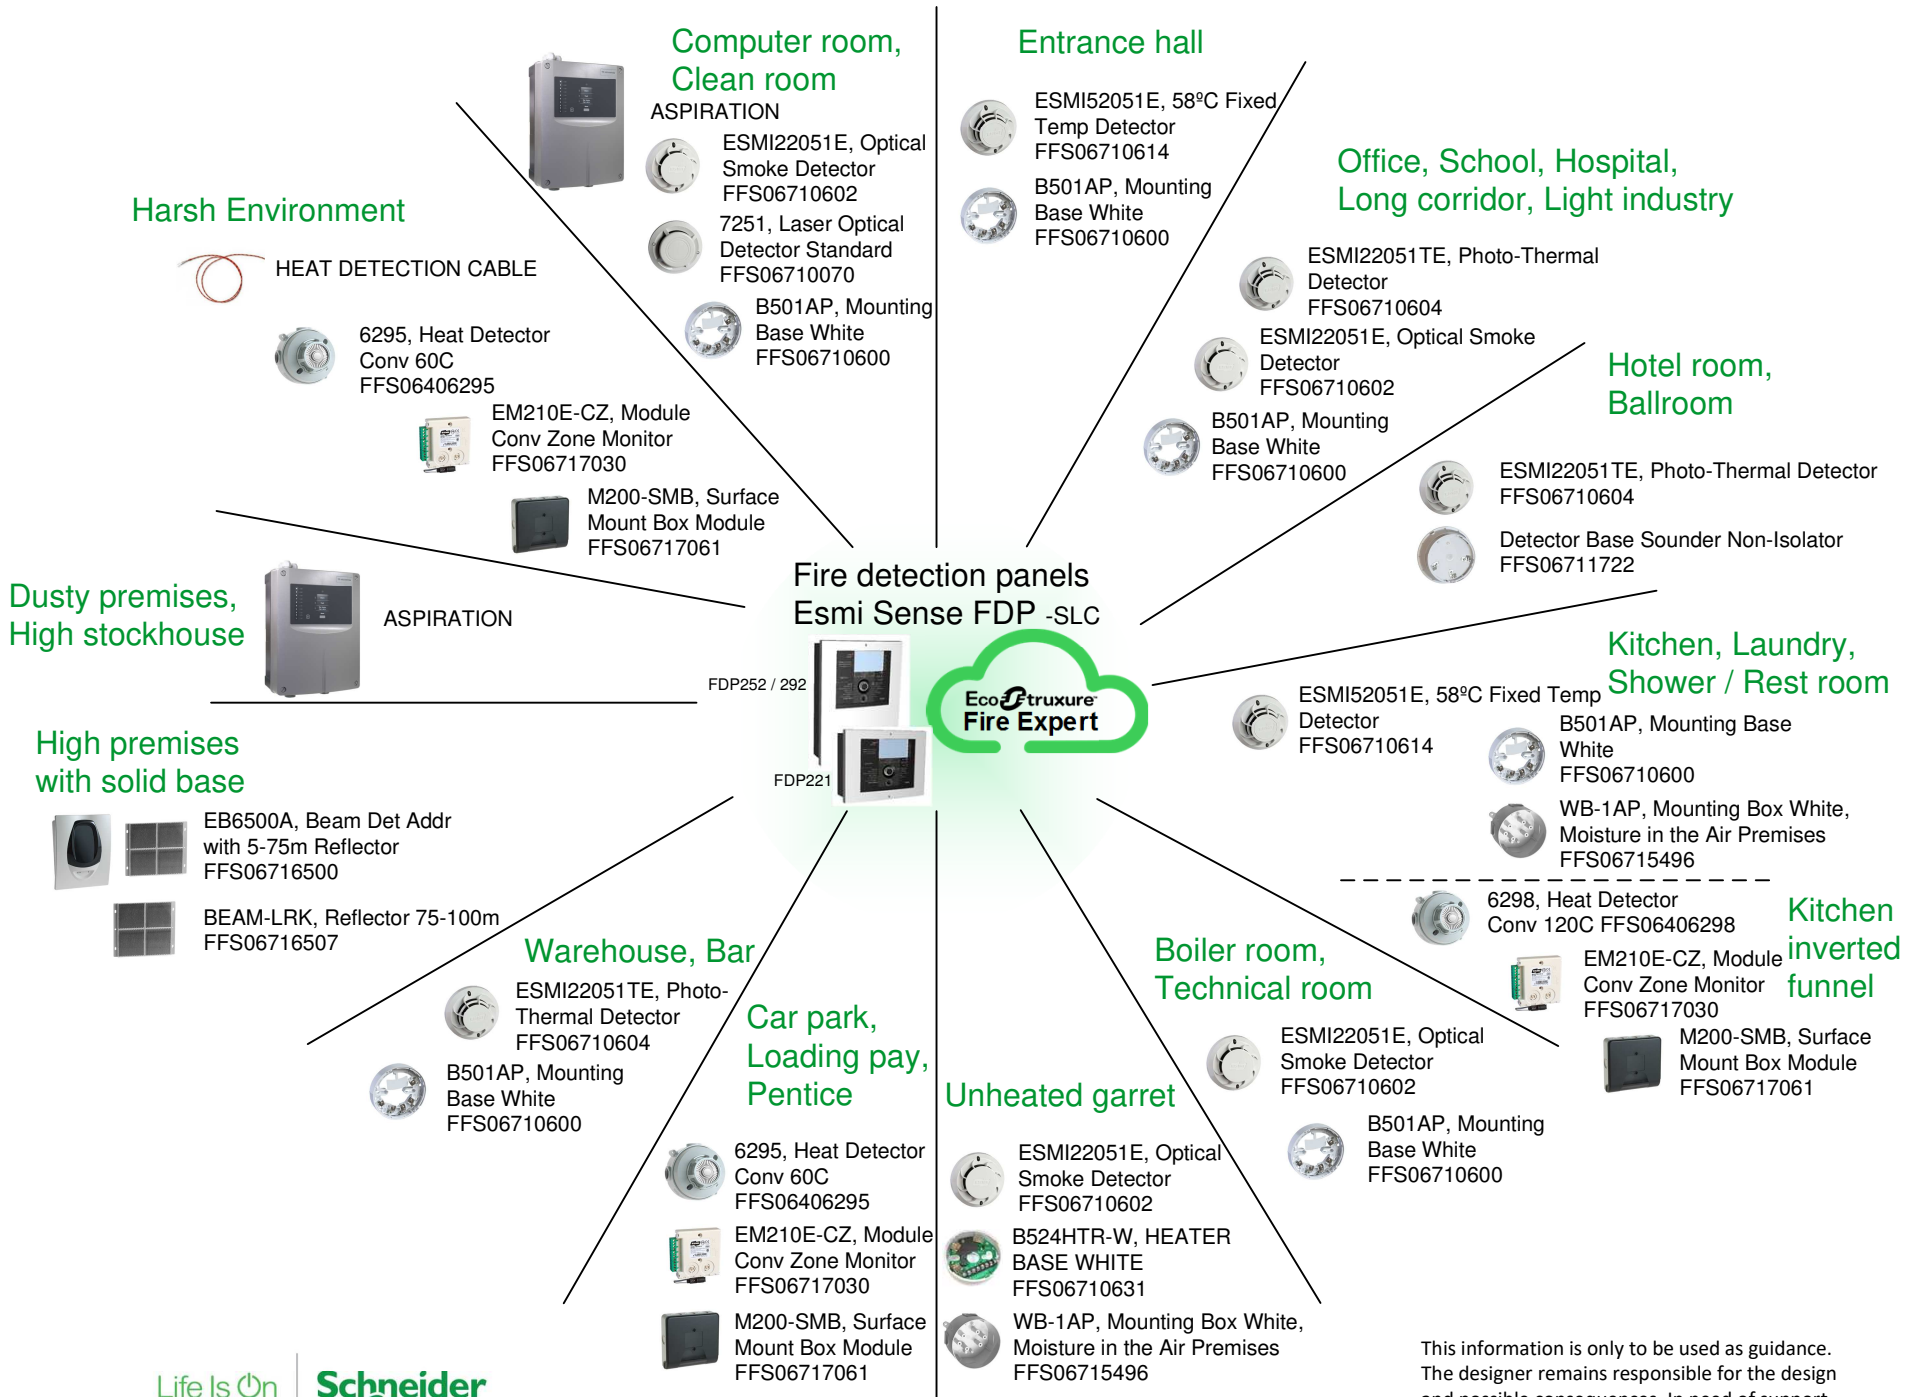 Computer room,
Clean room
ASPIRATION
ESMI22051E, Optical
Smoke Detector
FFS06710602
7251, Laser Optical
Detector Standard
FFS06710070
B501AP, Mounting
Base White
FFS06710600
Entrance hall
ESMI52051E, 58ºC Fixed
Temp Detector
FFS06710614
B501AP, Mounting
Base White
FFS06710600
Office, School, Hospital,
Long corridor, Light industry
ESMI22051TE, Photo-Thermal
Detector
FFS06710604
ESMI22051E, Optical Smoke
Detector
FFS06710602
B501AP, Mounting
Base White
FFS06710600
Hotel room,
Ballroom
ESMI22051TE, Photo-Thermal Detector
FFS06710604
Detector Base Sounder Non-Isolator
FFS06711722
Kitchen, Laundry,
Shower / Rest room
ESMI52051E, 58ºC Fixed Temp
Detector
FFS06710614
B501AP, Mounting Base
White
FFS06710600
WB-1AP, Mounting Box White,
Moisture in the Air Premises
FFS06715496
Kitchen
inverted
funnel
6298, Heat Detector
Conv 120C FFS06406298
EM210E-CZ, Module
Conv Zone Monitor
FFS06717030
M200-SMB, Surface
Mount Box Module
FFS06717061
Boiler room,
Technical room
ESMI22051E, Optical
Smoke Detector
FFS06710602
B501AP, Mounting
Base White
FFS06710600
Unheated garret
ESMI22051E, Optical
Smoke Detector
FFS06710602
B524HTR-W, HEATER
BASE WHITE
FFS06710631
WB-1AP, Mounting Box White,
Moisture in the Air Premises
FFS06715496
Car park,
Loading pay,
Pentice
6295, Heat Detector
Conv 60C
FFS06406295
EM210E-CZ, Module
Conv Zone Monitor
FFS06717030
M200-SMB, Surface
Mount Box Module
FFS06717061
Warehouse, Bar
ESMI22051TE, Photo-
Thermal Detector
FFS06710604
B501AP, Mounting
Base White
FFS06710600
High premises
with solid base
EB6500A, Beam Det Addr
with 5-75m Reflector
FFS06716500
BEAM-LRK, Reflector 75-100m
FFS06716507
Dusty premises,
High stockhouse
ASPIRATION
Harsh Environment
HEAT DETECTION CABLE
6295, Heat Detector
Conv 60C
FFS06406295
EM210E-CZ, Module
Conv Zone Monitor
FFS06717030
M200-SMB, Surface
Mount Box Module
FFS06717061
Fire detection panels
Esmi Sense FDP -SLC
FDP252 / 292
FDP221
EcoStruxure™
Fire Expert
Life Is On
Schneider
This information is only to be used as guidance.
The designer remains responsible for the design
and possible consequences. In need of support